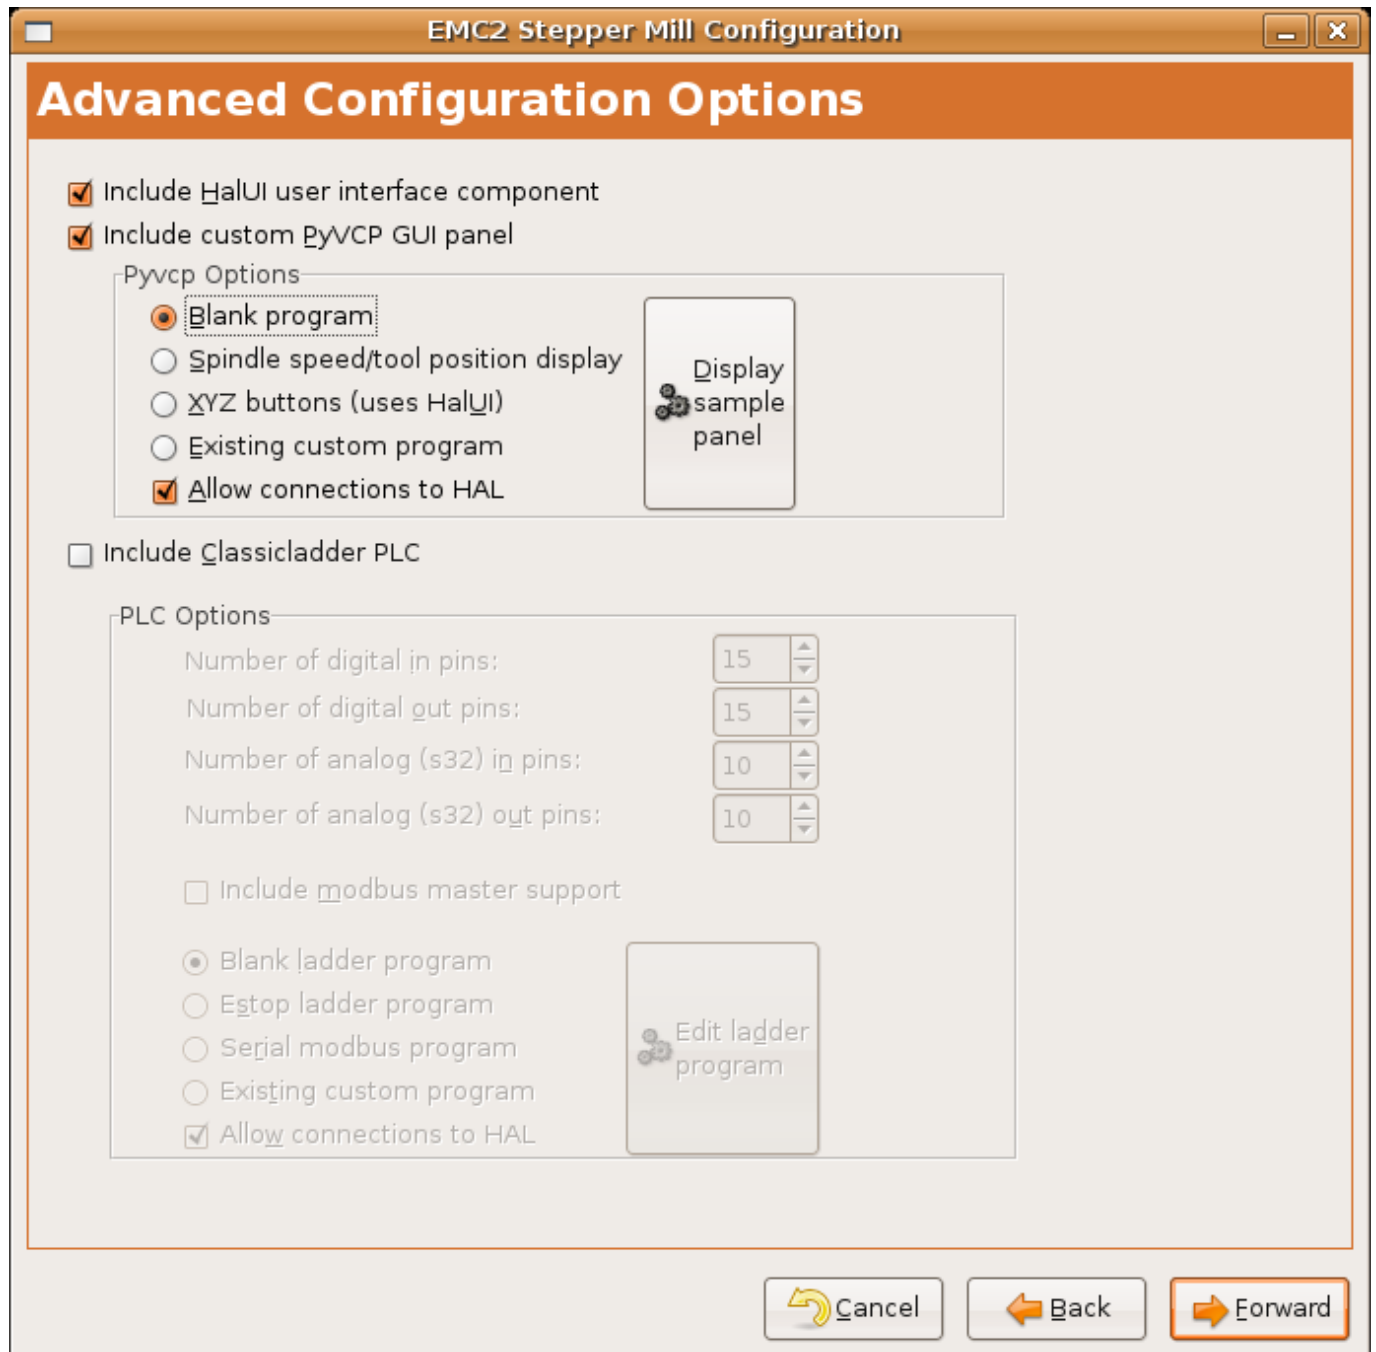 EMC2 Stepper Mill Configuration
Advanced Configuration Options
Include HalUI user interface component
Include custom PyVCP GUI panel
Pyvcp Options
Blank program
Spindle speed/tool position display
XYZ buttons (uses HalUI)
Existing custom program
Allow connections to HAL
Display
sample
panel
Include Classicladder PLC
PLC Options
Number of digital in pins:
15
Number of digital out pins:
15
Number of analog (s32) in pins:
10
Number of analog (s32) out pins:
10
Include modbus master support
Blank ladder program
Estop ladder program
Serial modbus program
Existing custom program
Allow connections to HAL
Edit ladder
program
Cancel
Back
Forward